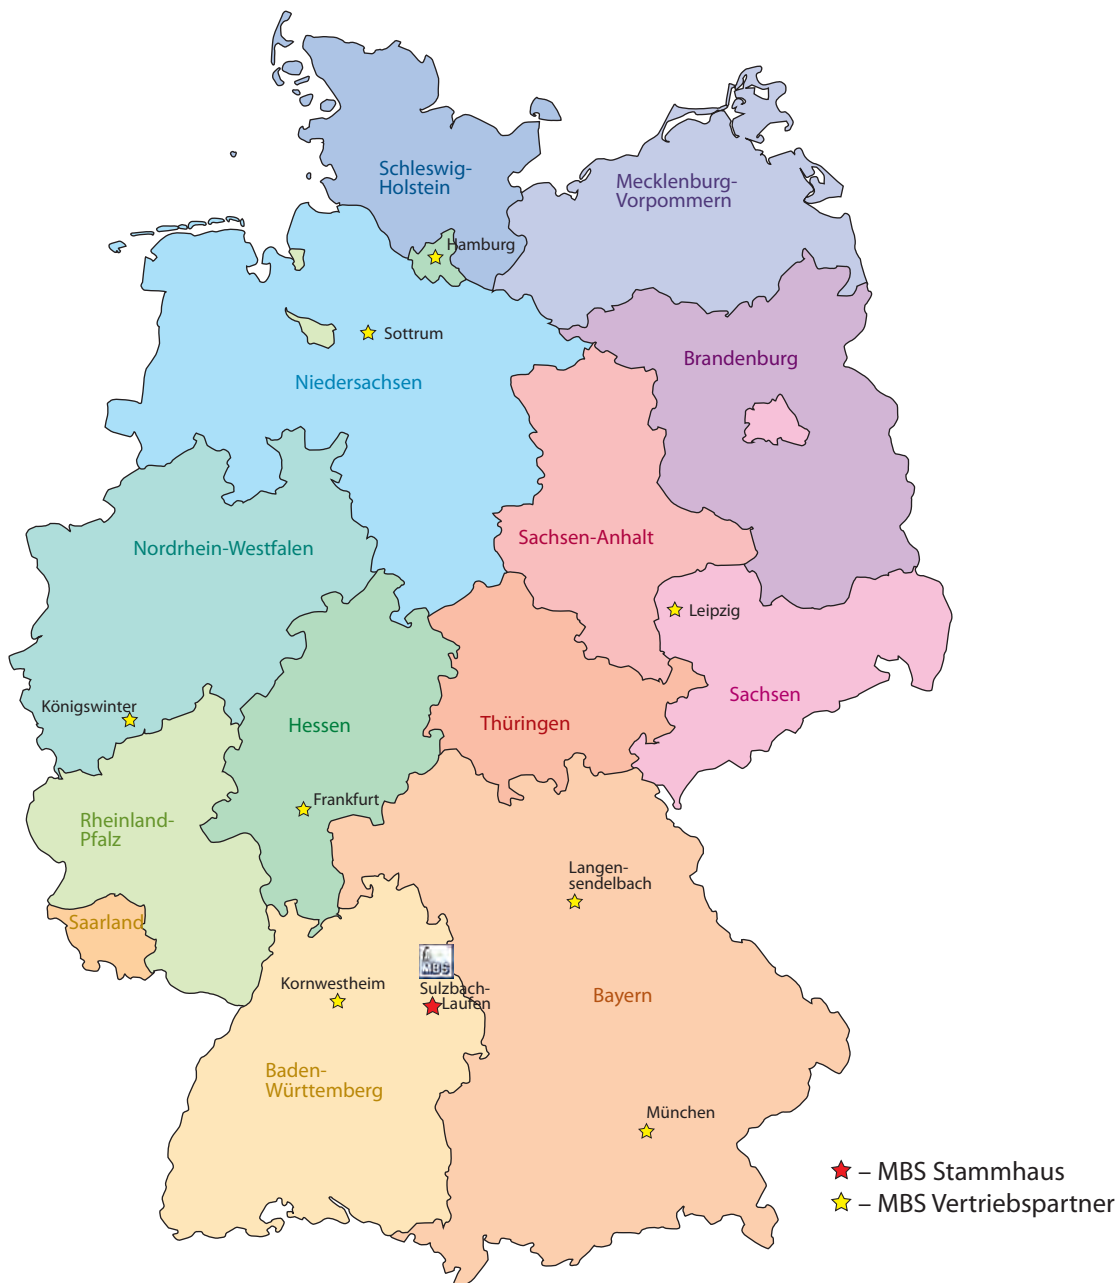 Schleswig-
Holstein
Mecklenburg-
Vorpommern
Hamburg
Sottrum
Brandenburg
Niedersachsen
Sachsen-Anhalt
Nordrhein-Westfalen
Leipzig
Sachsen
Königswinter
Thüringen
Hessen
Frankfurt
Rheinland-
Pfalz
Langen-
sendelbach
Saarland
MBS
Kornwestheim
Sulzbach-
Laufen
Bayern
Baden-
Württemberg
München
– MBS Stammhaus
– MBS Vertriebspartner